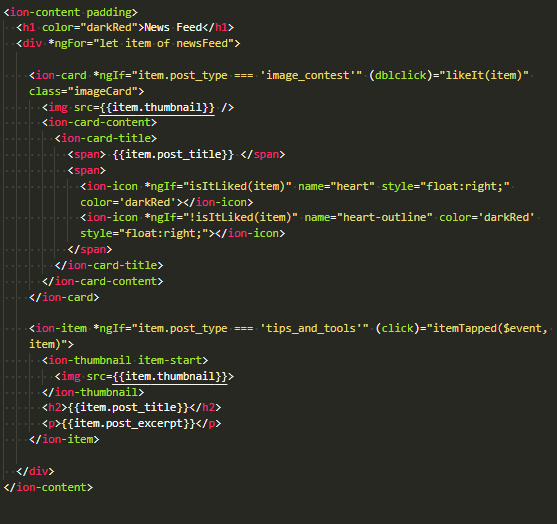 <ion-content padding>
<h1 color="darkRed">News Feed</h1>
<div *ngFor="let item of newsFeed">
<ion-card *ngIf="item.post_type === 'image_contest'" (dblclick)="likeIt(item)"
class="imageCard">
<img src={{item.thumbnail}} />
<ion-card-content>
<ion-card-title>
<span> {{item.post_title}} </span>
<span>
<ion-icon *ngIf="isItLiked(item)" name="heart" style="float:right;"
color='darkRed'></ion-icon>
<ion-icon *ngIf="!isItLiked(item)" name="heart-outline" color='darkRed'
style="float:right;"></ion-icon>
</span>
</ion-card-title>
</ion-card-content>
</ion-card>
<ion-item *ngIf="item.post_type === 'tips_and_tools'" (click)="itemTapped($event,
item)">
<ion-thumbnail item-start>
<img src={{item.thumbnail}}>
</ion-thumbnail>
<h2>{{item.post_title}}</h2>
<p>{{item.post_excerpt}}</p>
</ion-item>
</div>
</ion-content>